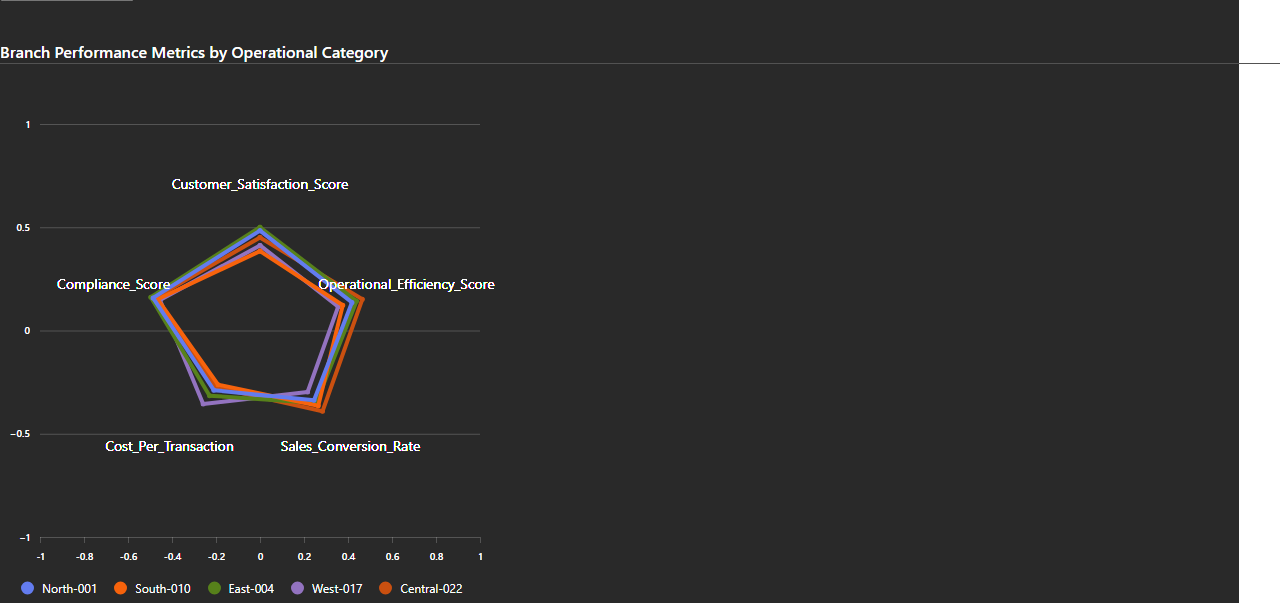 Branch Performance Metrics by Operational Category
1
Customer_Satisfaction_Score
0.5
Compliance_Score
Operational_Efficiency_Score
0
−0.5
Cost_Per_Transaction
Sales_Conversion_Rate
−1
-1 -0.8 -0.6 -0.4 -0.2 0 0.2 0.4 0.6 0.8 1
North-001 South-010 East-004 West-017 Central-022